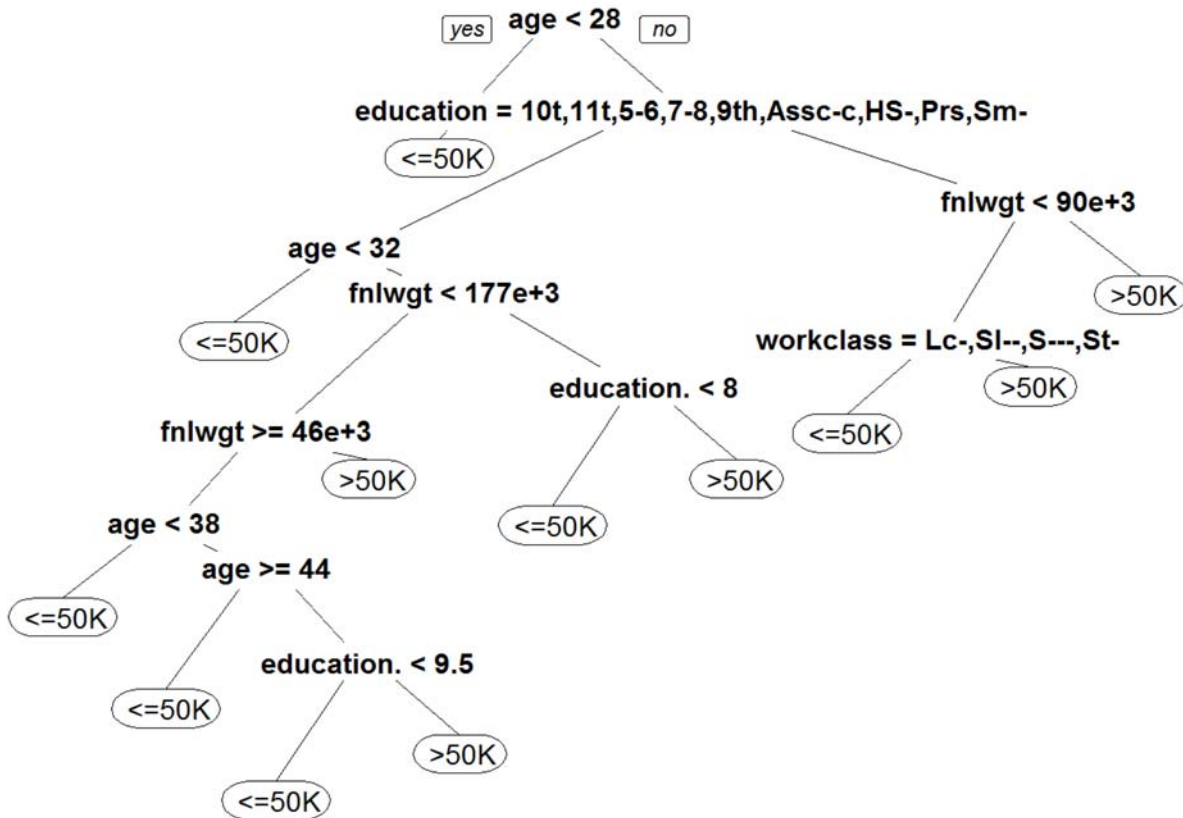 yes age < 28 no
education = 10t,11t,5-6,7-8,9th,Assc-c,HS-,Prs,Sm-
<=50K
fnlwgt < 90e+3
age < 32
fnlwgt < 177e+3
>50K
<=50K
workclass = Lc-,Sl--,S---,St-
education. < 8
>50K
fnlwgt >= 46e+3
<=50K
>50K
>50K
age < 38
<=50K
age >= 44
<=50K
education. < 9.5
<=50K
>50K
<=50K